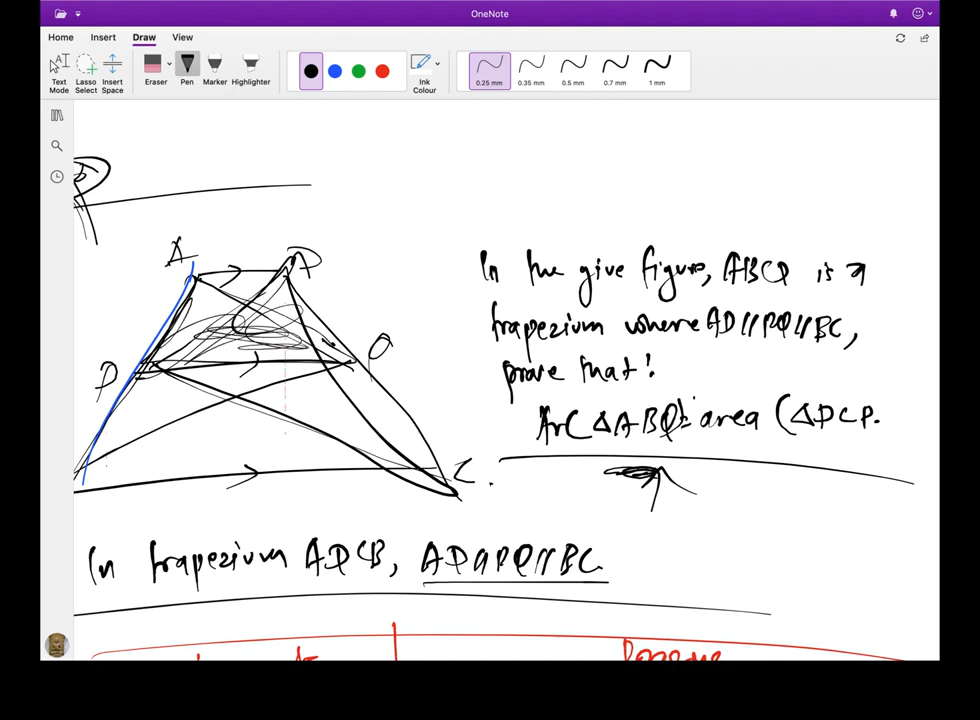 OneNote
Home Insert Draw View
Text Mode
Lasso Select
Insert Space
Eraser
Pen
Marker
Highlighter
Ink Colour
0.25 mm
0.35 mm
0.5 mm
0.7 mm
1 mm
A D
In the give figure, ABCD is a
trapezium where AD//PQ//BC,
P Q
prove that:
Ar( ΔABQ = area (ΔDCP.
C
In trapezium ADCB, AD//PQ//BC